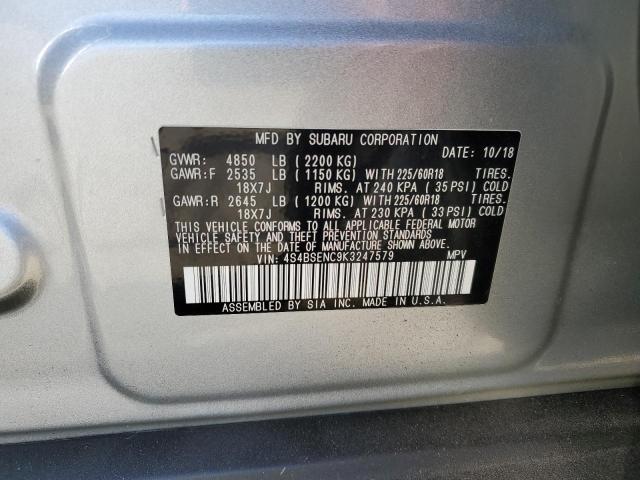 MFD BY SUBARU CORPORATION
GVWR: 4850 LB ( 2200 KG) DATE: 10/18
GAWR:F 2535 LB ( 1150 KG) WITH 225/60R18 TIRES.
18X7J RIMS. AT 240 KPA ( 35 PSI) COLD
GAWR:R 2645 LB ( 1200 KG) WITH 225/60R18 TIRES.
18X7J RIMS. AT 230 KPA ( 33 PSI) COLD
THIS VEHICLE CONFORMS TO ALL APPLICABLE FEDERAL MOTOR
VEHICLE SAFETY AND THEFT PREVENTION STANDARDS
IN EFFECT ON THE DATE OF MANUFACTURE SHOWN ABOVE.
VIN: 4S4BSENC9K3247579 MPV
ASSEMBLED BY SIA INC. MADE IN U.S.A.